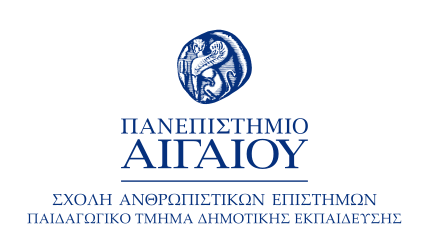 ΠΑΝΕΠΙΣΤΗΜΙΟ
ΑΙΓΑΙΟΥ
ΣΧΟΛΗ ΑΝΘΡΩΠΙΣΤΙΚΩΝ ΕΠΙΣΤΗΜΩΝ
ΠΑΙΔΑΓΩΓΙΚΟ ΤΜΗΜΑ ΔΗΜΟΤΙΚΗΣ ΕΚΠΑΙΔΕΥΣΗΣ